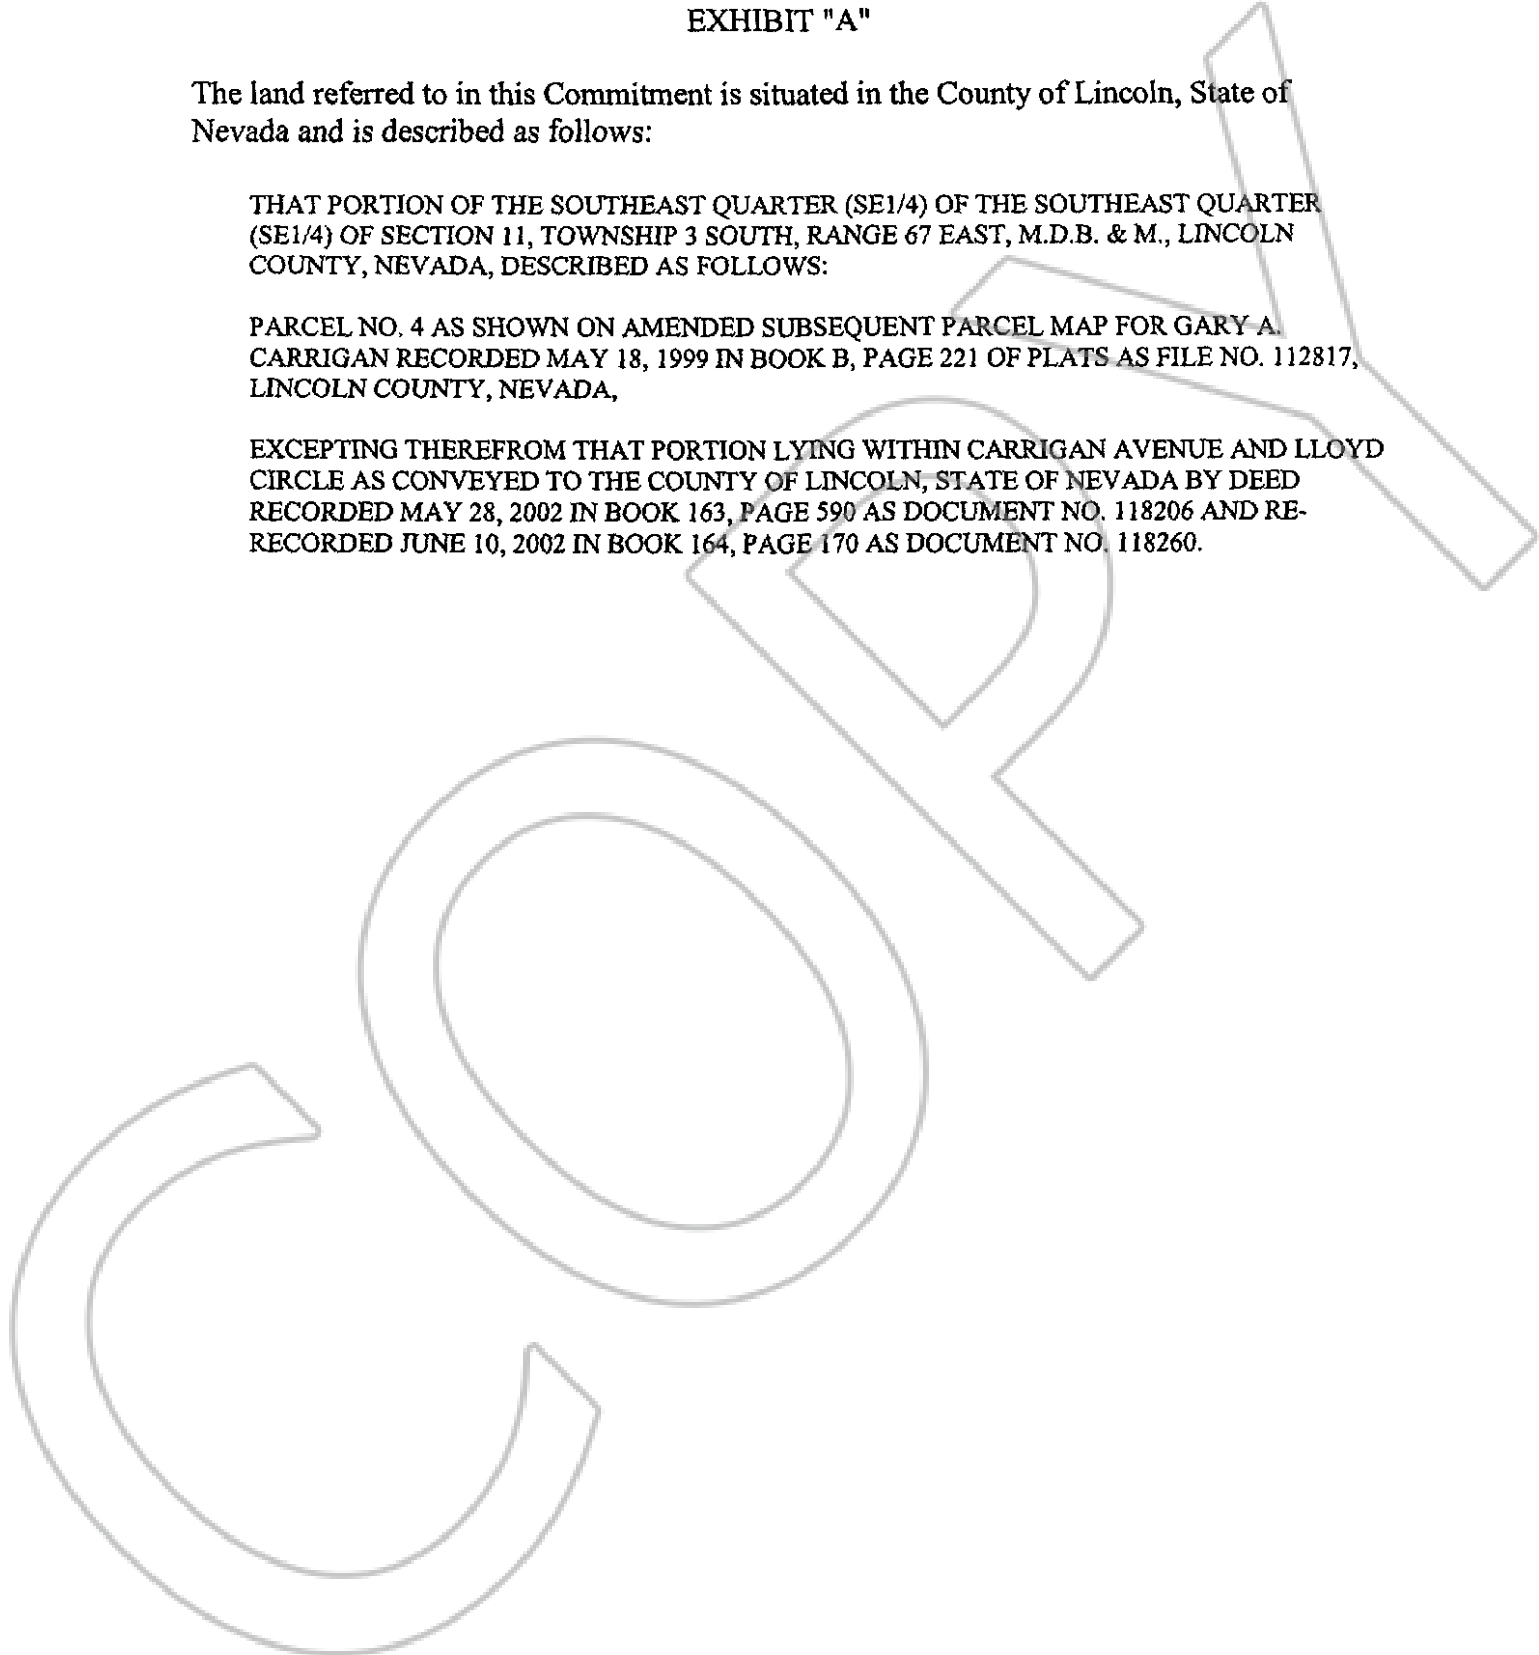 EXHIBIT "A"
The land referred to in this Commitment is situated in the County of Lincoln, State of
Nevada and is described as follows:
THAT PORTION OF THE SOUTHEAST QUARTER (SE1/4) OF THE SOUTHEAST QUARTER
(SE1/4) OF SECTION 11, TOWNSHIP 3 SOUTH, RANGE 67 EAST, M.D.B. & M., LINCOLN
COUNTY, NEVADA, DESCRIBED AS FOLLOWS:
PARCEL NO. 4 AS SHOWN ON AMENDED SUBSEQUENT PARCEL MAP FOR GARY A.
CARRIGAN RECORDED MAY 18, 1999 IN BOOK B, PAGE 221 OF PLATS AS FILE NO. 112817,
LINCOLN COUNTY, NEVADA,
EXCEPTING THEREFROM THAT PORTION LYING WITHIN CARRIGAN AVENUE AND LLOYD
CIRCLE AS CONVEYED TO THE COUNTY OF LINCOLN, STATE OF NEVADA BY DEED
RECORDED MAY 28, 2002 IN BOOK 163, PAGE 590 AS DOCUMENT NO. 118206 AND RE-
RECORDED JUNE 10, 2002 IN BOOK 164, PAGE 170 AS DOCUMENT NO. 118260.
COPY